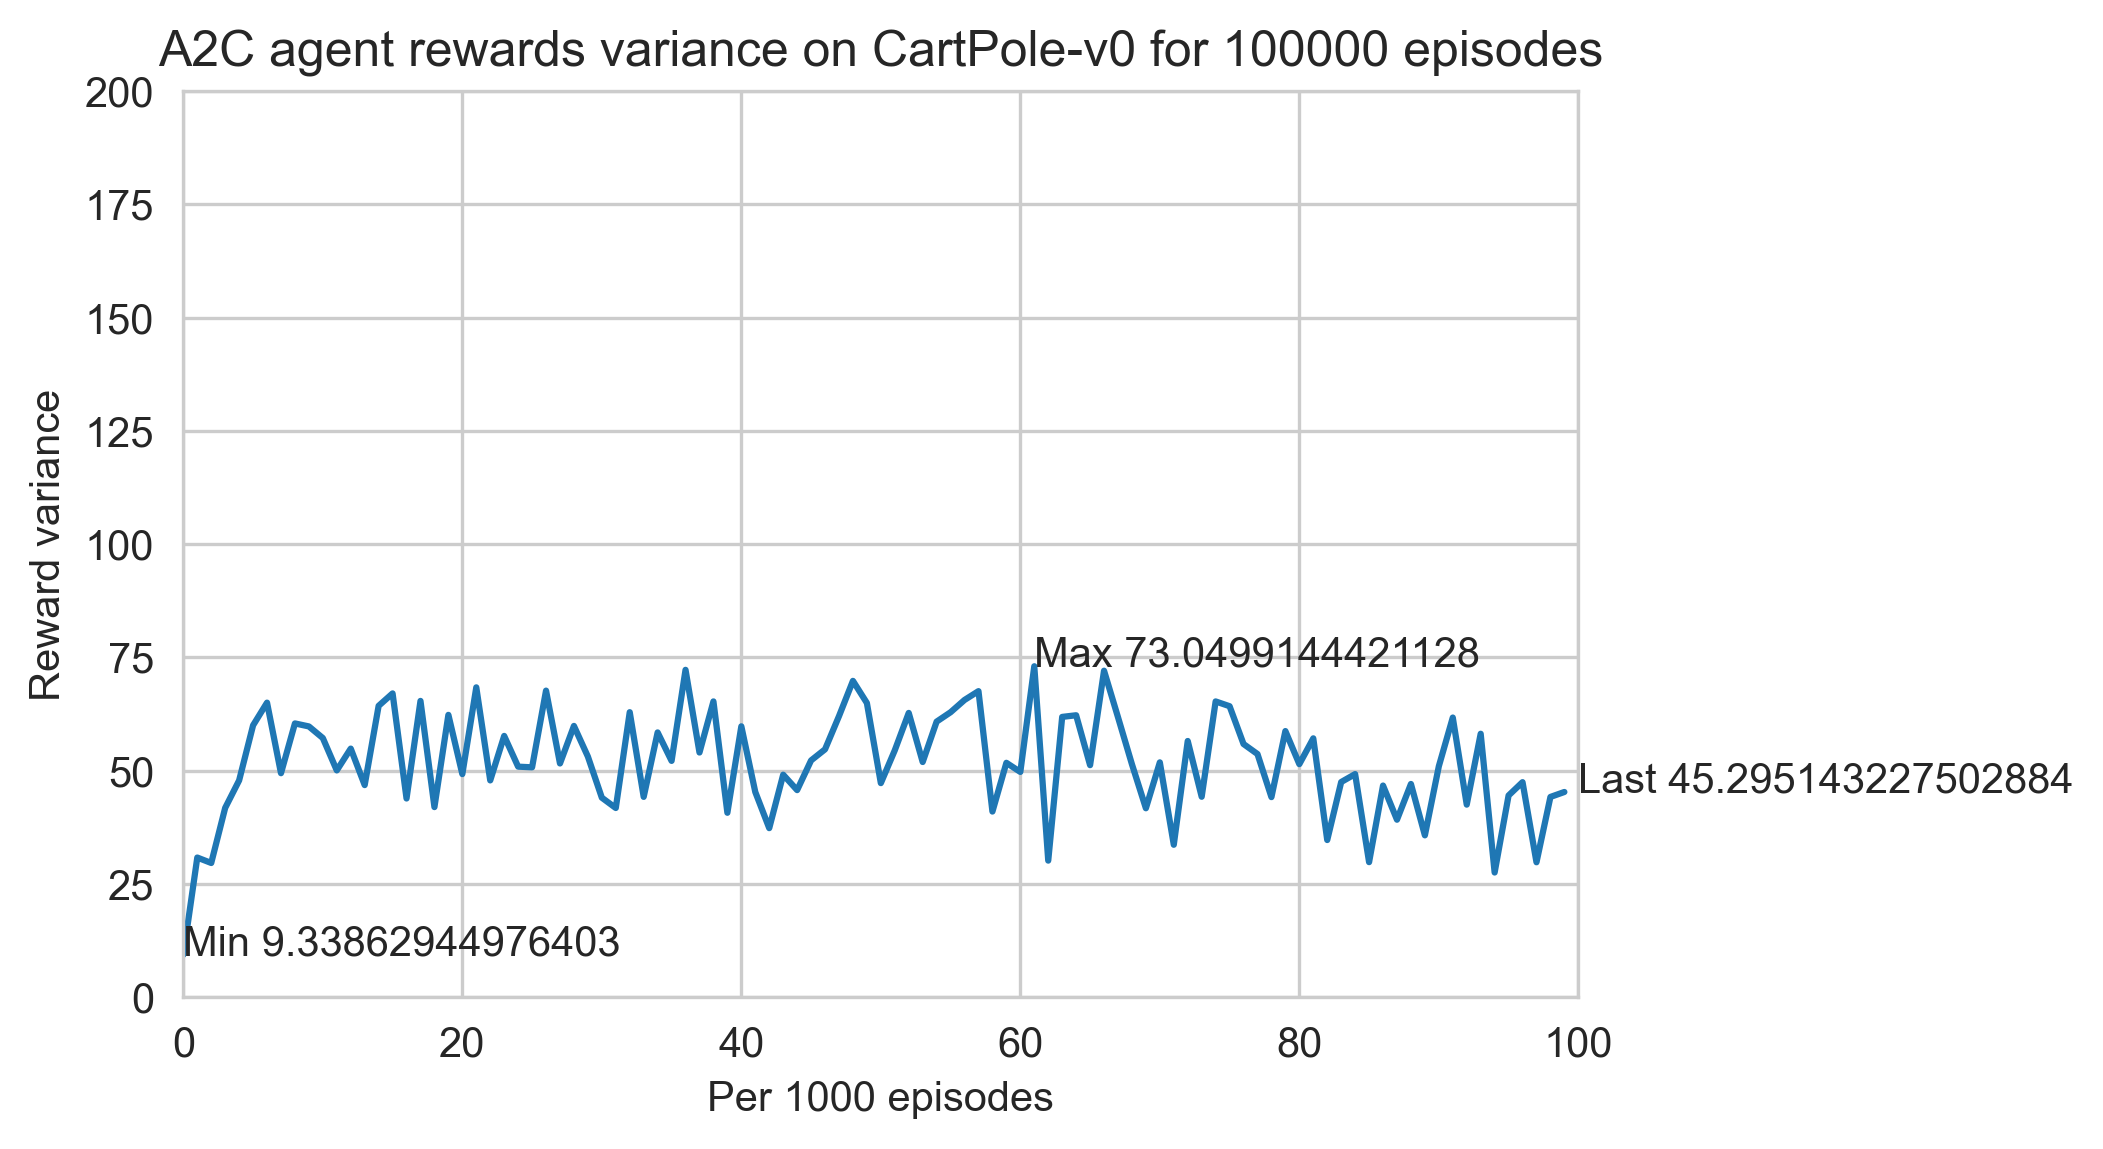 A2C agent rewards variance on CartPole-v0 for 100000 episodes
200
175
150
125
100
75
50
25
0
Reward variance
Max 73.0499144421128
Last 45.295143227502884
Min 9.33862944976403
0 20 40 60 80 100
Per 1000 episodes